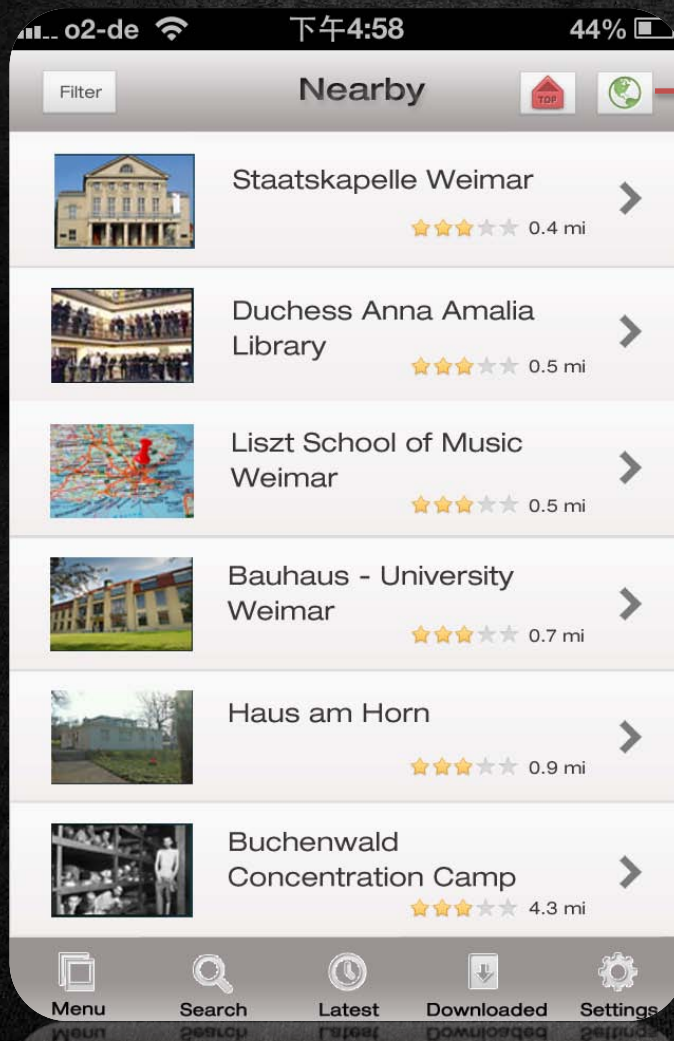 o2-de 下午4:58 44%
Filter Nearby TOP
Staatskapelle Weimar
0.4 mi
Duchess Anna Amalia
Library
0.5 mi
Liszt School of Music
Weimar
0.5 mi
Bauhaus - University
Weimar
0.7 mi
Haus am Horn
0.9 mi
Buchenwald
Concentration Camp
4.3 mi
Menu Search Latest Downloaded Settings